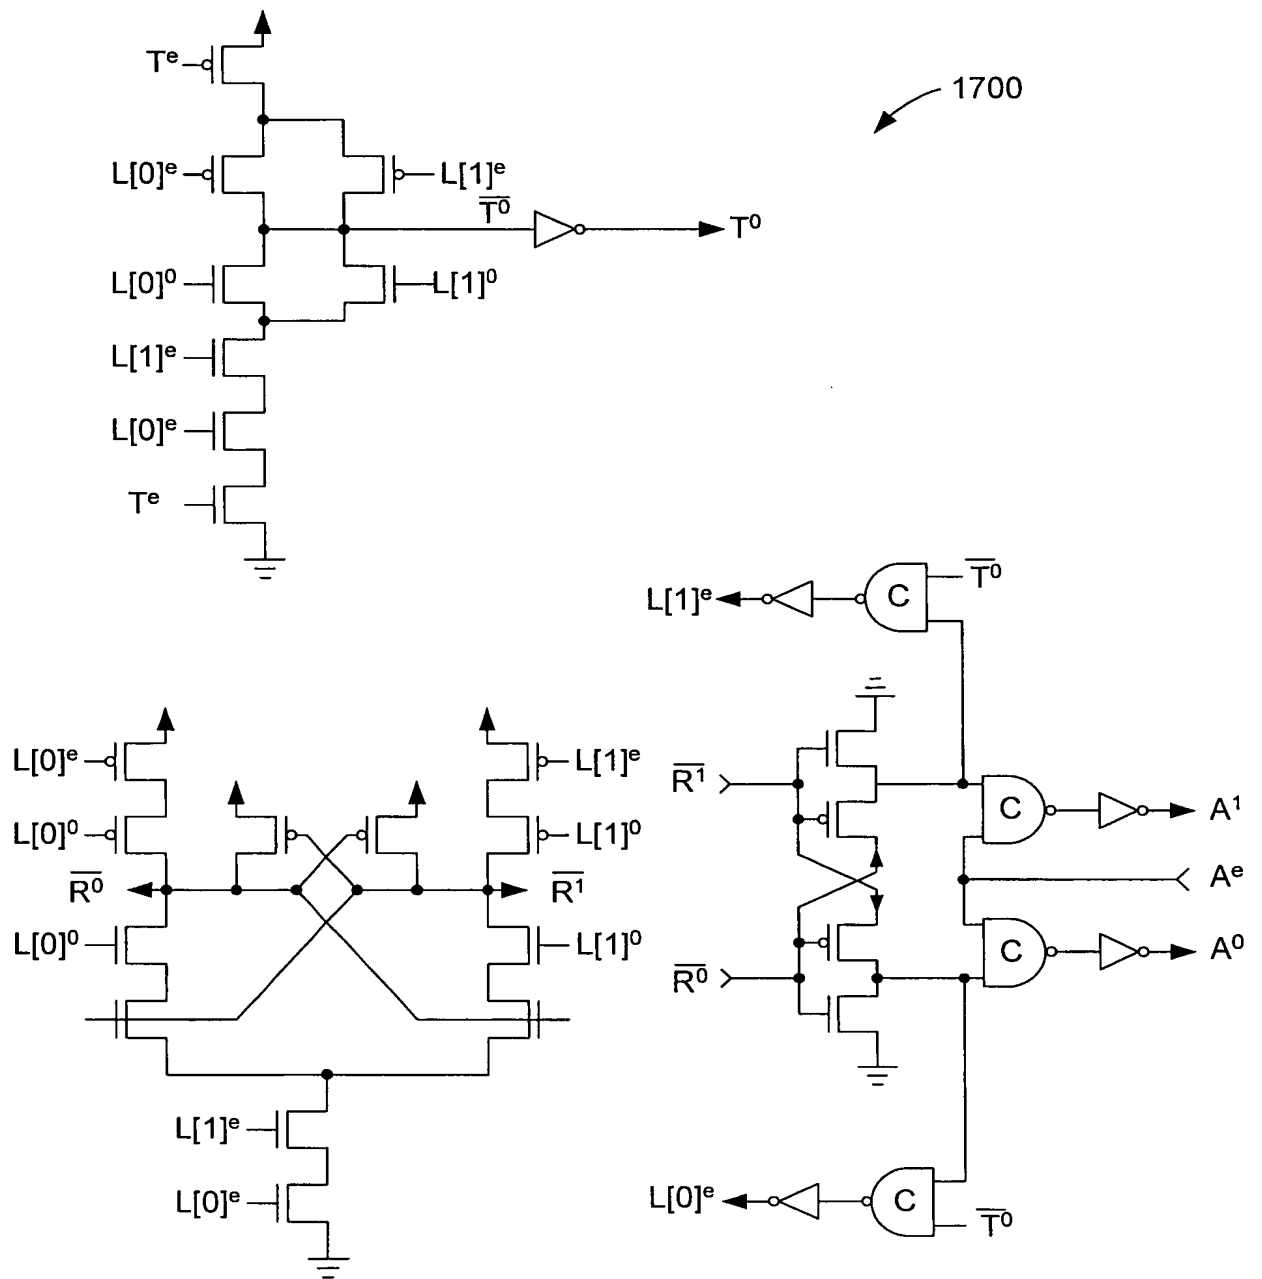 Tᵉ
1700
L[0]ᵉ
L[1]ᵉ
T̅⁰
T⁰
L[0]⁰
L[1]⁰
L[1]ᵉ
L[0]ᵉ
Tᵉ
T̅⁰
L[1]ᵉ
C
L[0]ᵉ
L[1]ᵉ
R̅¹
C
A¹
L[0]⁰
L[1]⁰
R̅⁰
R̅¹
Aᵉ
L[0]⁰
L[1]⁰
R̅⁰
C
A⁰
L[1]ᵉ
L[0]ᵉ
L[0]ᵉ
C
T̅⁰